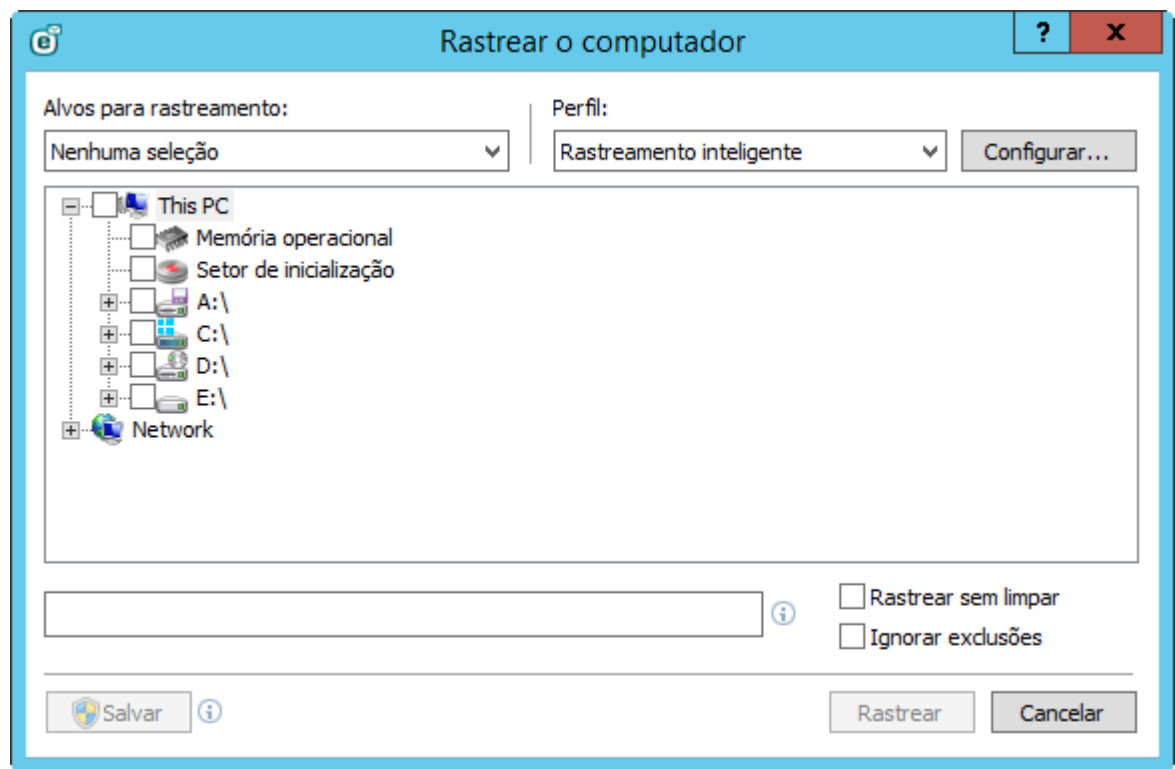 Rastrear o computador
?
x
Alvos para rastreamento:
Perfil:
Nenhuma seleção
Rastreamento inteligente
Configurar...
This PC
Memória operacional
Setor de inicialização
A:\
C:\
D:\
E:\
Network
Rastrear sem limpar
Ignorar exclusões
Salvar
Rastrear
Cancelar